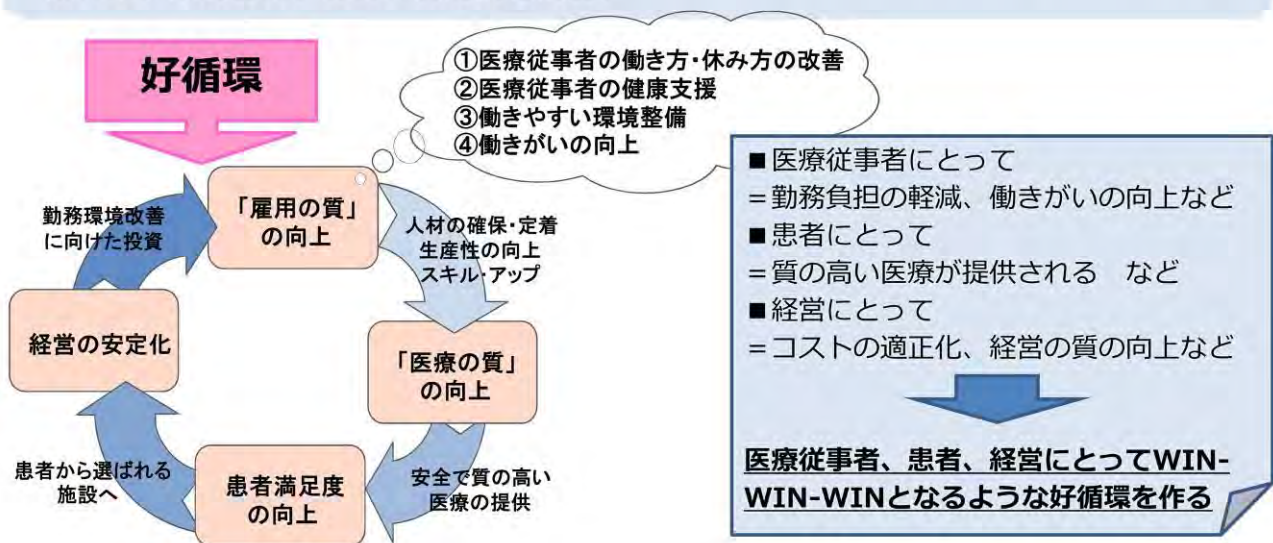 好循環
①医療従事者の働き方・休み方の改善
②医療従事者の健康支援
③働きやすい環境整備
④働きがいの向上
「雇用の質」
の向上
人材の確保・定着
生産性の向上
スキル・アップ
「医療の質」
の向上
安全で質の高い
医療の提供
患者満足度
の向上
患者から選ばれる
施設へ
経営の安定化
勤務環境改善
に向けた投資
■医療従事者にとって
＝勤務負担の軽減、働きがいの向上など
■患者にとって
＝質の高い医療が提供される　など
■経営にとって
＝コストの適正化、経営の質の向上など
医療従事者、患者、経営にとってWIN-
WIN-WINとなるような好循環を作る